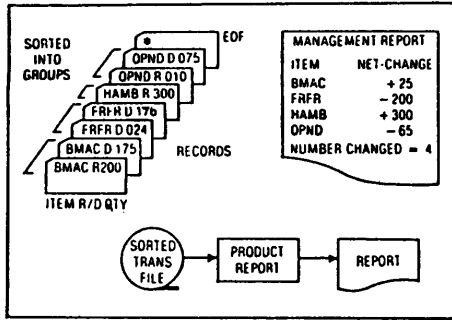 SORTED
INTO
GROUPS
*
EOF
OPND D 075
OPND R 010
HAMB R 300
FRFR D 176
FRFR D 024
BMAC D 175
BMAC R200
RECORDS
ITEM R/D QTY
MANAGEMENT REPORT
ITEM NET-CHANGE
BMAC +25
FRFR -200
HAMB +300
OPND -65
NUMBER CHANGED = 4
SORTED
TRANS
FILE
PRODUCT
REPORT
REPORT